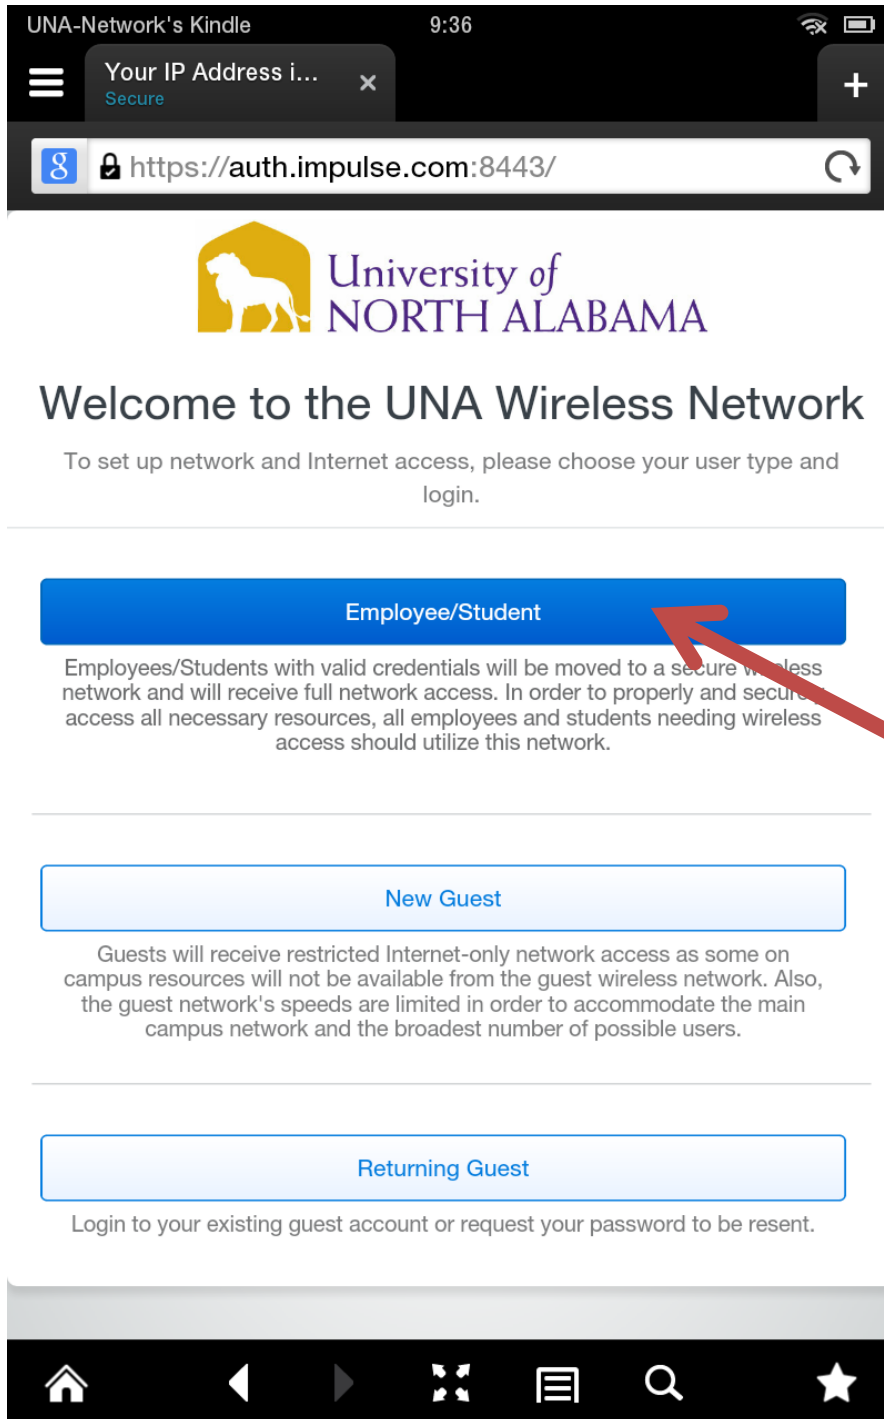 UNA-Network's Kindle 9:36
Your IP Address i... ×
Secure
+
g https://auth.impulse.com:8443/
University of
NORTH ALABAMA
Welcome to the UNA Wireless Network
To set up network and Internet access, please choose your user type and
login.
Employee/Student
Employees/Students with valid credentials will be moved to a secure wireless
network and will receive full network access. In order to properly and securely
access all necessary resources, all employees and students needing wireless
access should utilize this network.
New Guest
Guests will receive restricted Internet-only network access as some on
campus resources will not be available from the guest wireless network. Also,
the guest network's speeds are limited in order to accommodate the main
campus network and the broadest number of possible users.
Returning Guest
Login to your existing guest account or request your password to be resent.